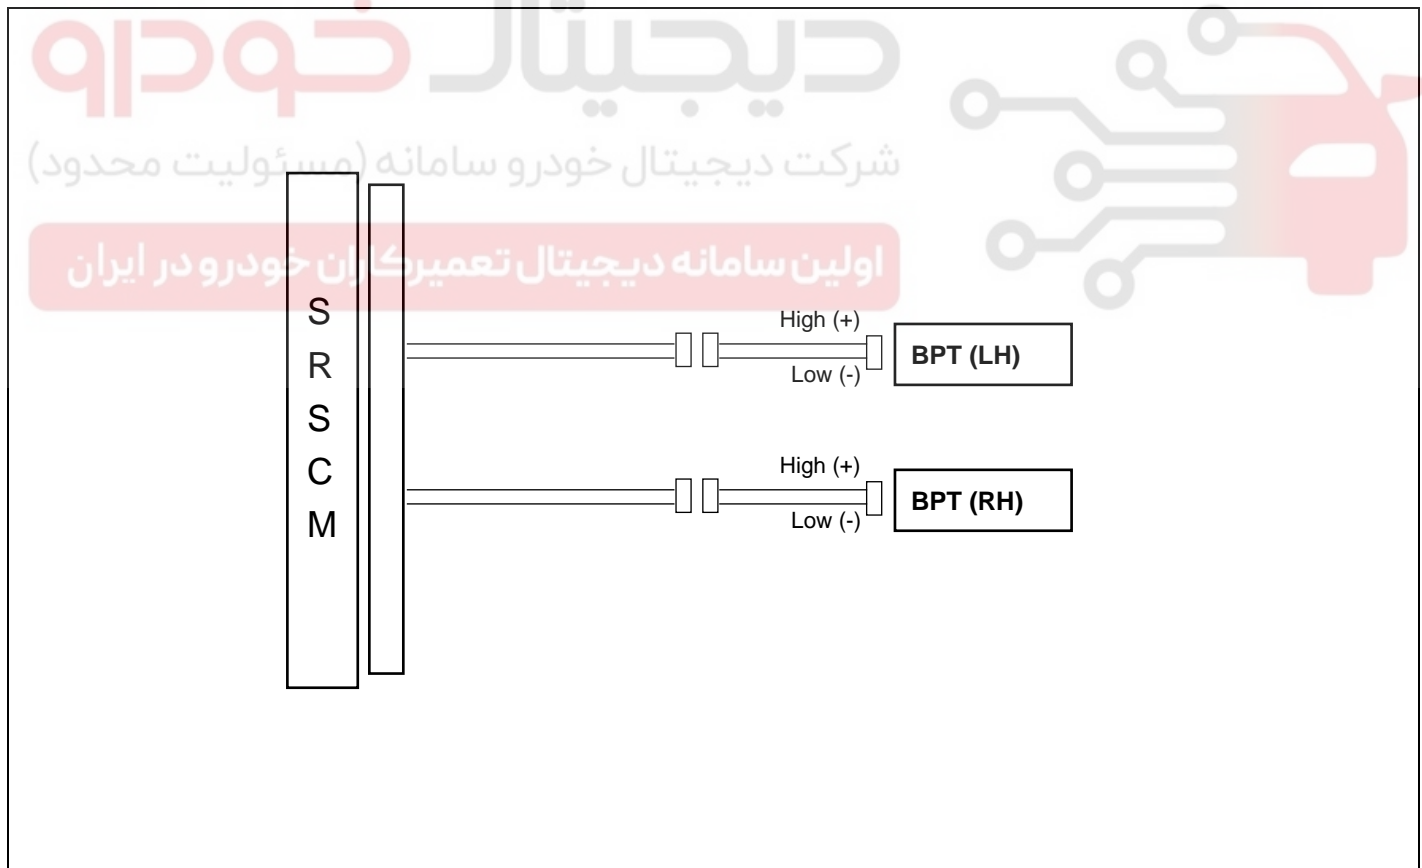 دیجیتال خودرو
شرکت دیجیتال خودرو سامانه (مسئولیت محدود)
اولین سامانه دیجیتال تعمیرکاران خودرو در ایران
S
R
S
C
M
High (+)
Low (-)
BPT (LH)
High (+)
Low (-)
BPT (RH)